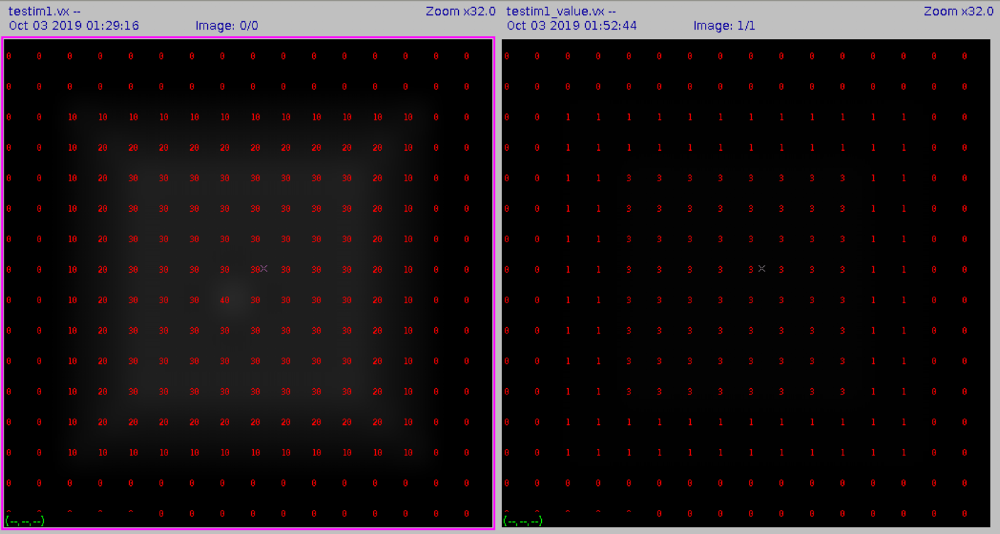 testim1.vx -- Zoom x32.0
Oct 03 2019 01:29:16 Image: 0/0
0 0 0 0 0 0 0 0 0 0 0 0 0 0 0 0
0 0 0 0 0 0 0 0 0 0 0 0 0 0 0 0
0 0 10 10 10 10 10 10 10 10 10 10 10 10 0 0
0 0 10 20 20 20 20 20 20 20 20 20 20 10 0 0
0 0 10 20 30 30 30 30 30 30 30 30 20 10 0 0
0 0 10 20 30 30 30 30 30 30 30 30 20 10 0 0
0 0 10 20 30 30 30 30 30 30 30 30 20 10 0 0
0 0 10 20 30 30 30 30 30 30 30 30 20 10 0 0
0 0 10 20 30 30 30 40 30 30 30 30 20 10 0 0
0 0 10 20 30 30 30 30 30 30 30 30 20 10 0 0
0 0 10 20 30 30 30 30 30 30 30 30 20 10 0 0
0 0 10 20 30 30 30 30 30 30 30 30 20 10 0 0
0 0 10 20 20 20 20 20 20 20 20 20 20 10 0 0
0 0 10 10 10 10 10 10 10 10 10 10 10 10 0 0
0 0 0 0 0 0 0 0 0 0 0 0 0 0 0 0
0 0 0 0 0 0 0 0 0 0 0
(--,--,--)
testim1_value.vx -- Zoom x32.0
Oct 03 2019 01:52:44 Image: 1/1
0 0 0 0 0 0 0 0 0 0 0 0 0 0 0 0
0 0 0 0 0 0 0 0 0 0 0 0 0 0 0 0
0 0 1 1 1 1 1 1 1 1 1 1 1 1 0 0
0 0 1 1 1 1 1 1 1 1 1 1 1 1 0 0
0 0 1 1 3 3 3 3 3 3 3 3 1 1 0 0
0 0 1 1 3 3 3 3 3 3 3 3 1 1 0 0
0 0 1 1 3 3 3 3 3 3 3 3 1 1 0 0
0 0 1 1 3 3 3 3 3 3 3 3 1 1 0 0
0 0 1 1 3 3 3 3 3 3 3 3 1 1 0 0
0 0 1 1 3 3 3 3 3 3 3 3 1 1 0 0
0 0 1 1 3 3 3 3 3 3 3 3 1 1 0 0
0 0 1 1 3 3 3 3 3 3 3 3 1 1 0 0
0 0 1 1 1 1 1 1 1 1 1 1 1 1 0 0
0 0 1 1 1 1 1 1 1 1 1 1 1 1 0 0
0 0 0 0 0 0 0 0 0 0 0 0 0 0 0 0
0 0 0 0 0 0 0 0 0 0 0
(--,--,--)